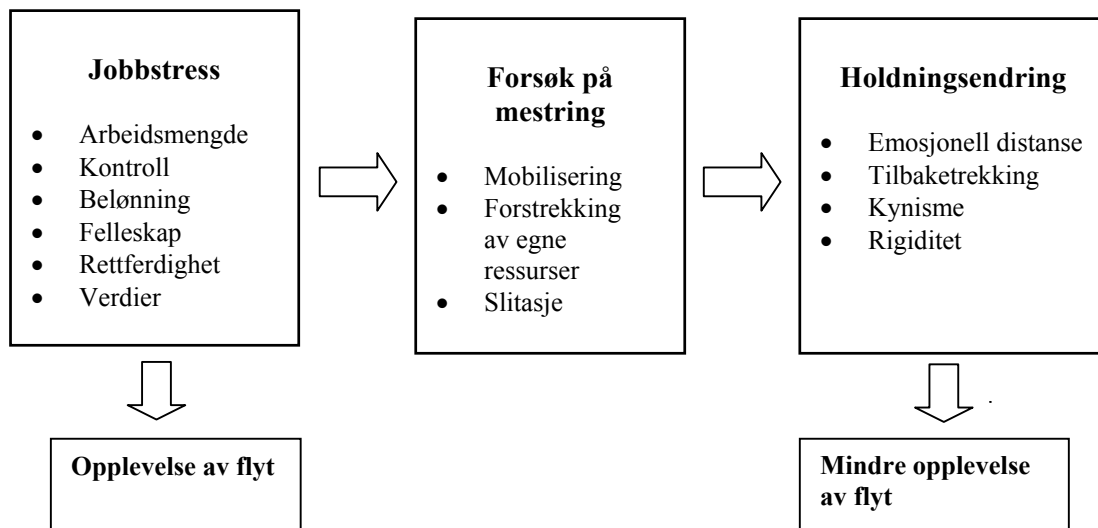 Jobbstress
• Arbeidsmengde
• Kontroll
• Belønning
• Felleskap
• Rettferdighet
• Verdier
Forsøk på
mestring
• Mobilisering
• Forstrekking
av egne
ressurser
• Slitasje
Holdningsendring
• Emosjonell distanse
• Tilbaketrekking
• Kynisme
• Rigiditet
.
Opplevelse av flyt
Mindre opplevelse
av flyt